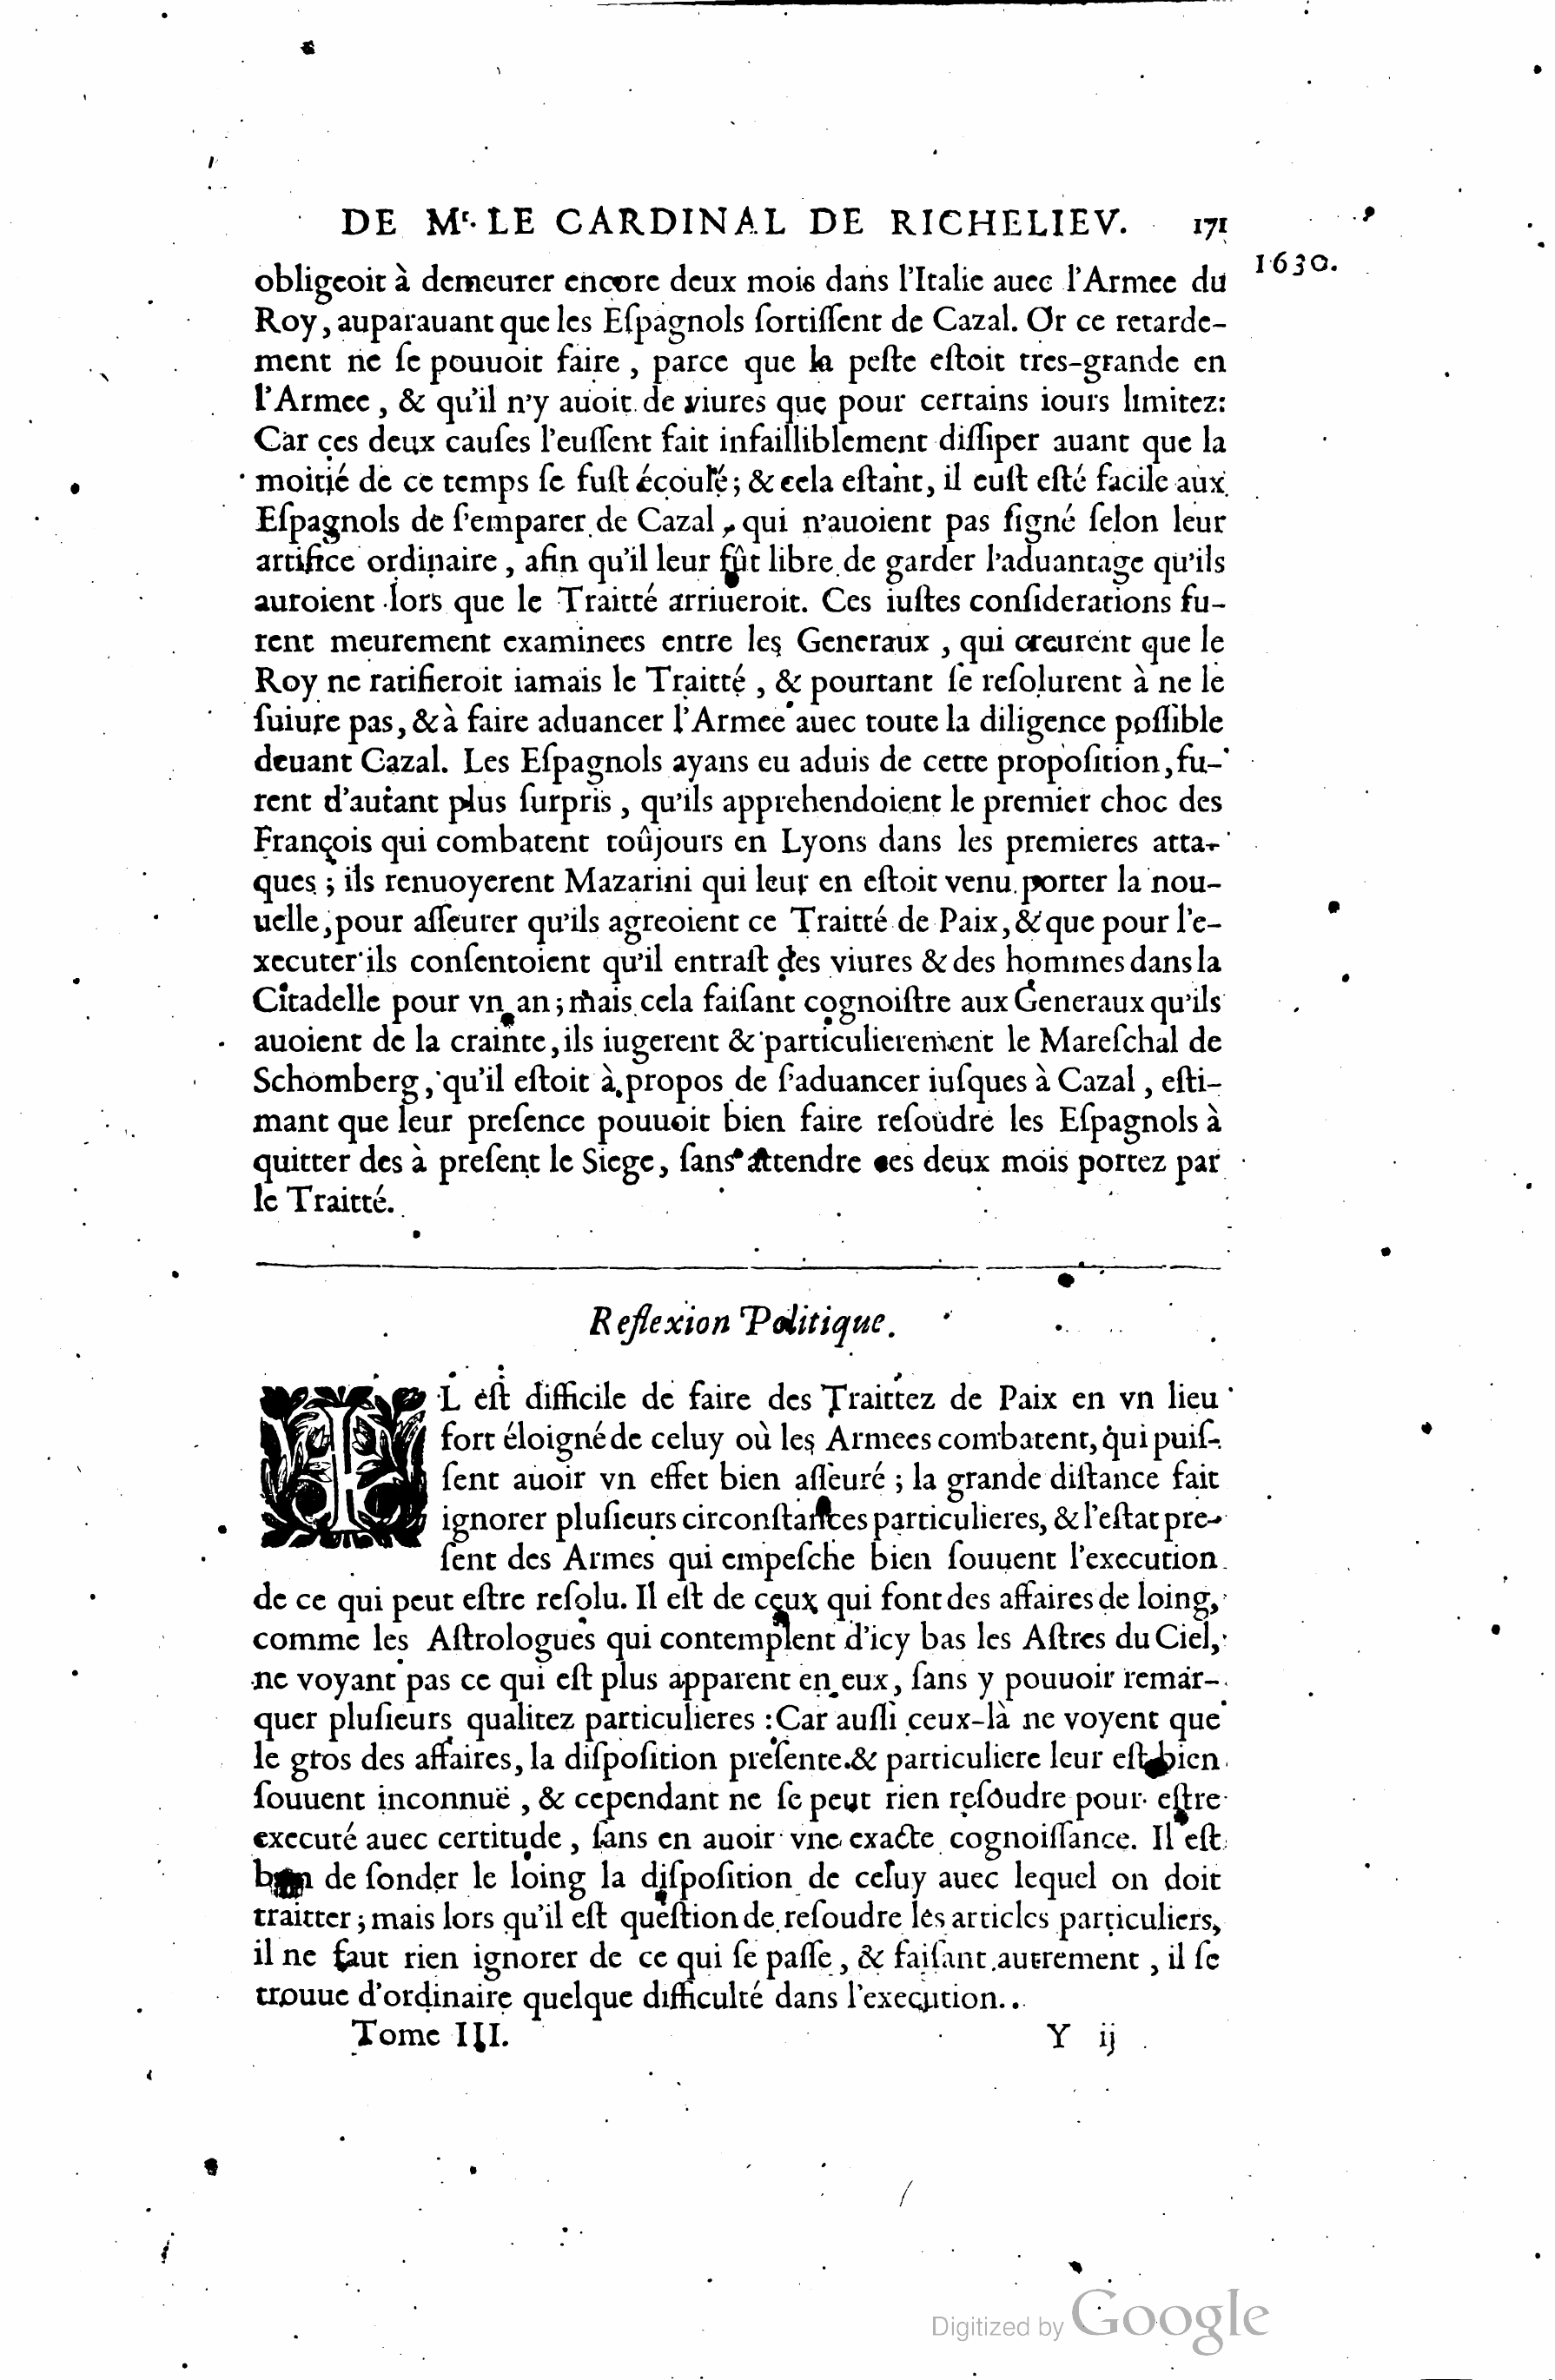 DE Mr. LE CARDINAL DE RICHELIEV. 171
1630.
obligeoit à demeurer encore deux mois dans l'Italie auec l'Armee du
Roy, auparauant que les Eſpagnols ſortiſſent de Cazal. Or ce retarde-
ment ne ſe pouuoit faire, parce que la peſte eſtoit tres-grande en
l'Armee, & qu'il n'y auoit de viures que pour certains iours limitez:
Car ces deux cauſes l'euſſent fait infailliblement diſſiper auant que la
moitié de ce temps ſe fuſt écoulé; & cela eſtant, il euſt eſté facile aux
Eſpagnols de ſ'emparer de Cazal, qui n'auoient pas ſigné ſelon leur
artifice ordinaire, afin qu'il leur fût libre de garder l'aduantage qu'ils
auroient lors que le Traitté arriueroit. Ces iuſtes conſiderations fu-
rent meurement examinees entre les Generaux, qui creurent que le
Roy ne ratifieroit iamais le Traitté, & pourtant ſe reſolurent à ne le
ſuiure pas, & à faire aduancer l'Armee auec toute la diligence poſſible
deuant Cazal. Les Eſpagnols ayans eu aduis de cette propoſition, fu-
rent d'autant plus ſurpris, qu'ils apprehendoient le premier choc des
François qui combatent toûjours en Lyons dans les premieres atta-
ques; ils renuoyerent Mazarini qui leur en eſtoit venu porter la nou-
uelle, pour aſſeurer qu'ils agreoient ce Traitté de Paix, & que pour l'e-
xecuter ils conſentoient qu'il entraſt des viures & des hommes dans la
Citadelle pour vn an; mais cela faiſant cognoiſtre aux Generaux qu'ils
auoient de la crainte, ils iugerent & particulierement le Mareſchal de
Schomberg, qu'il eſtoit à propos de ſ'aduancer iuſques à Cazal, eſti-
mant que leur preſence pouuoit bien faire reſoudre les Eſpagnols à
quitter des à preſent le Siege, ſans attendre ces deux mois portez par
le Traitté.
Reflexion Politique.
IL eſt difficile de faire des Traittez de Paix en vn lieu
fort éloigné de celuy où les Armees combatent, qui puiſ-
ſent auoir vn effet bien aſſeuré; la grande diſtance fait
ignorer pluſieurs circonſtances particulieres, & l'eſtat pre-
ſent des Armes qui empeſche bien ſouuent l'execution
de ce qui peut eſtre reſolu. Il eſt de ceux qui font des affaires de loing,
comme les Aſtrologues qui contemplent d'icy bas les Aſtres du Ciel,
ne voyant pas ce qui eſt plus apparent en eux, ſans y pouuoir remar-
quer pluſieurs qualitez particulieres: Car auſſi ceux-là ne voyent que
le gros des affaires, la diſpoſition preſente & particuliere leur eſt bien
ſouuent inconnuë, & cependant ne ſe peut rien reſoudre pour eſtre
executé auec certitude, ſans en auoir vne exacte cognoiſſance. Il eſt
bon de ſonder le loing la diſpoſition de celuy auec lequel on doit
traitter; mais lors qu'il eſt queſtion de reſoudre les articles particuliers,
il ne faut rien ignorer de ce qui ſe paſſe, & faiſant autrement, il ſe
trouue d'ordinaire quelque difficulté dans l'execution.
Tome III. Y ij
Digitized by Google